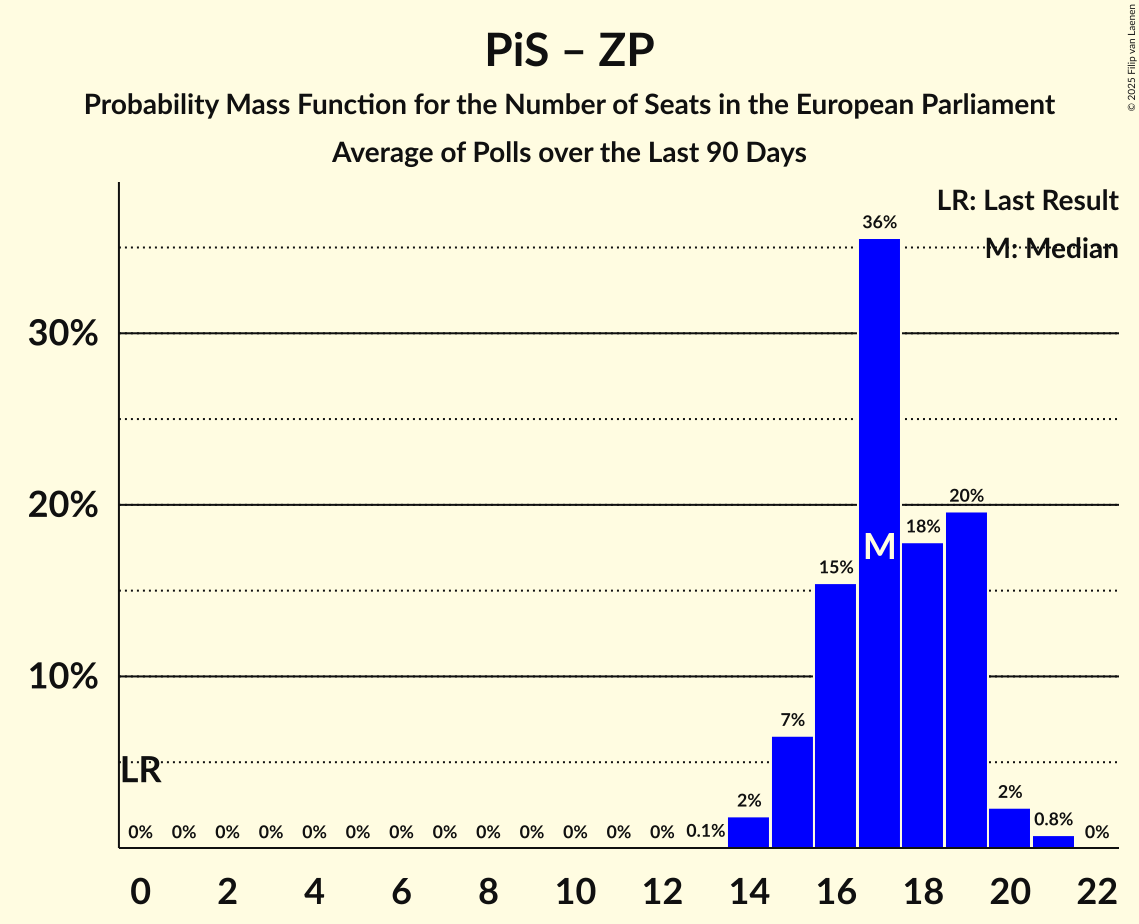 © 2025 Filip van Laenen
PiS – ZP
Probability Mass Function for the Number of Seats in the European Parliament
Average of Polls over the Last 90 Days
LR: Last Result
M: Median
36%
30%
20%
20%
18%
M
15%
10%
7%
LR
2%
2%
0.8%
0% 0% 0% 0% 0% 0% 0% 0% 0% 0% 0% 0% 0% 0.1% 0%
0 2 4 6 8 10 12 14 16 18 20 22